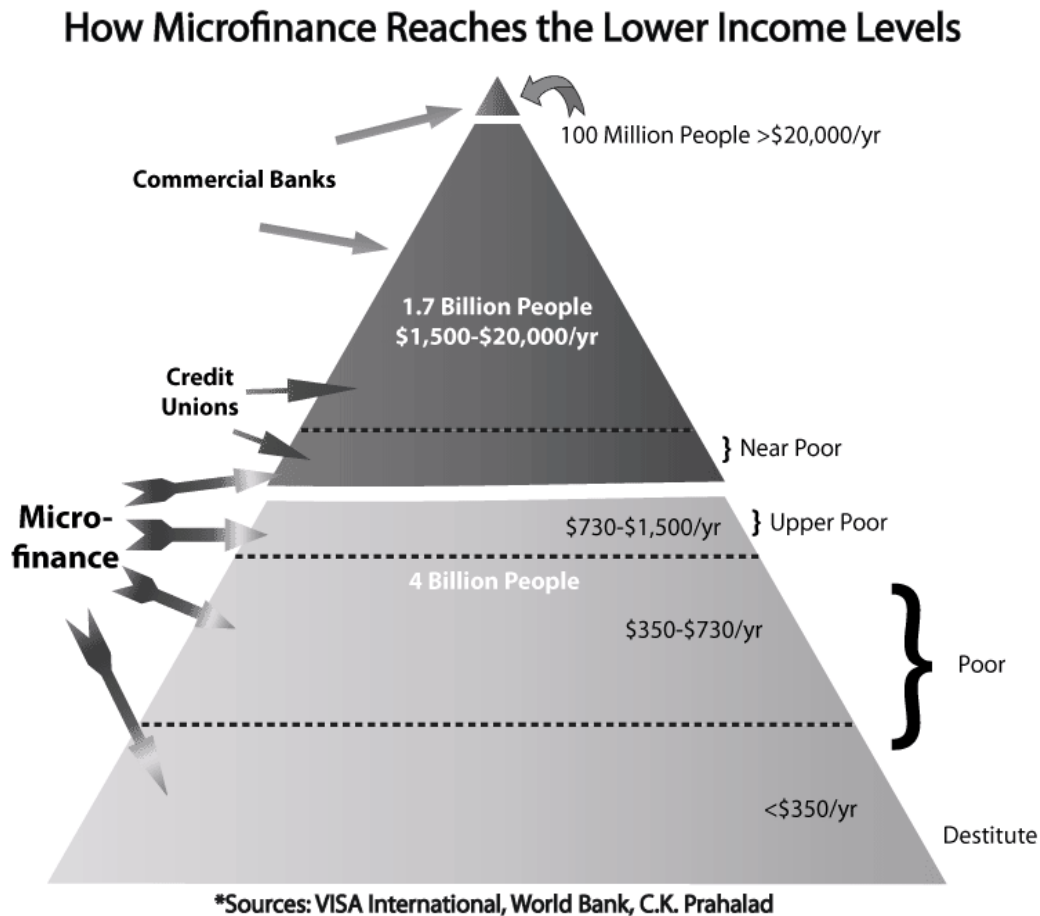 How Microfinance Reaches the Lower Income Levels
100 Million People >$20,000/yr
Commercial Banks
1.7 Billion People
$1,500-$20,000/yr
Credit
Unions
} Near Poor
Micro-
finance
$730-$1,500/yr
} Upper Poor
4 Billion People
$350-$730/yr
} Poor
<$350/yr
Destitute
*Sources: VISA International, World Bank, C.K. Prahalad